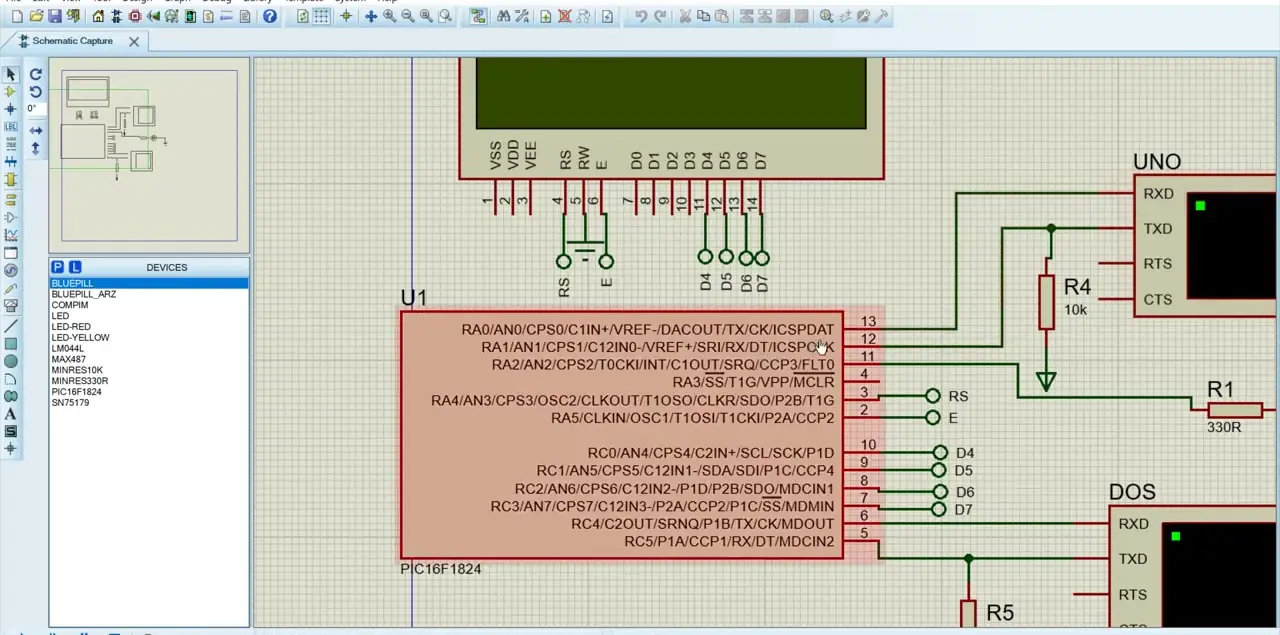 Schematic Capture
0°
LBL
P L DEVICES
BLUEPILL
BLUEPILL_ARZ
COMPIM
LED
LED-RED
LED-YELLOW
LM044L
MAX487
MINRES10K
MINRES330R
PIC16F1824
SN75179
VSS VDD VEE RS RW E D0 D1 D2 D3 D4 D5 D6 D7
1 2 3 4 5 6 7 8 9 10 11 12 13 14
RS E D4 D5 D6 D7
U1
RA0/AN0/CPS0/C1IN+/VREF-/DACOUT/TX/CK/ICSPDAT 13
RA1/AN1/CPS1/C12IN0-/VREF+/SRI/RX/DT/ICSPCLK 12
RA2/AN2/CPS2/T0CKI/INT/C1OUT/SRQ/CCP3/FLT0 11
RA3/SS/T1G/VPP/MCLR 4
RA4/AN3/CPS3/OSC2/CLKOUT/T1OSO/CLKR/SDO/P2B/T1G 3 RS
RA5/CLKIN/OSC1/T1OSI/T1CKI/P2A/CCP2 2 E
RC0/AN4/CPS4/C2IN+/SCL/SCK/P1D 10 D4
RC1/AN5/CPS5/C12IN1-/SDA/SDI/P1C/CCP4 9 D5
RC2/AN6/CPS6/C12IN2-/P1D/P2B/SDO/MDCIN1 8 D6
RC3/AN7/CPS7/C12IN3-/P2A/CCP2/P1C/SS/MDMIN 7 D7
RC4/C2OUT/SRNQ/P1B/TX/CK/MDOUT 6
RC5/P1A/CCP1/RX/DT/MDCIN2 5
PIC16F1824
UNO
RXD
TXD
RTS
CTS
R4
10k
R1
330R
DOS
RXD
TXD
RTS
R5